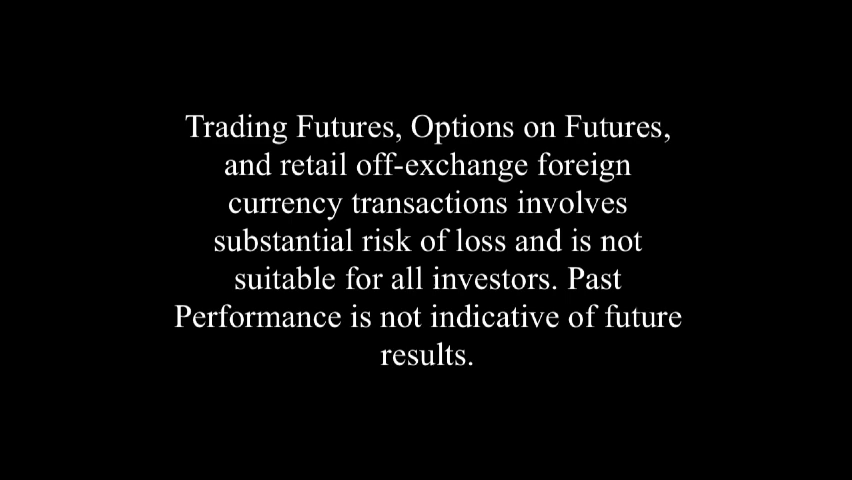 Trading Futures, Options on Futures,
and retail off-exchange foreign
currency transactions involves
substantial risk of loss and is not
suitable for all investors. Past
Performance is not indicative of future
results.